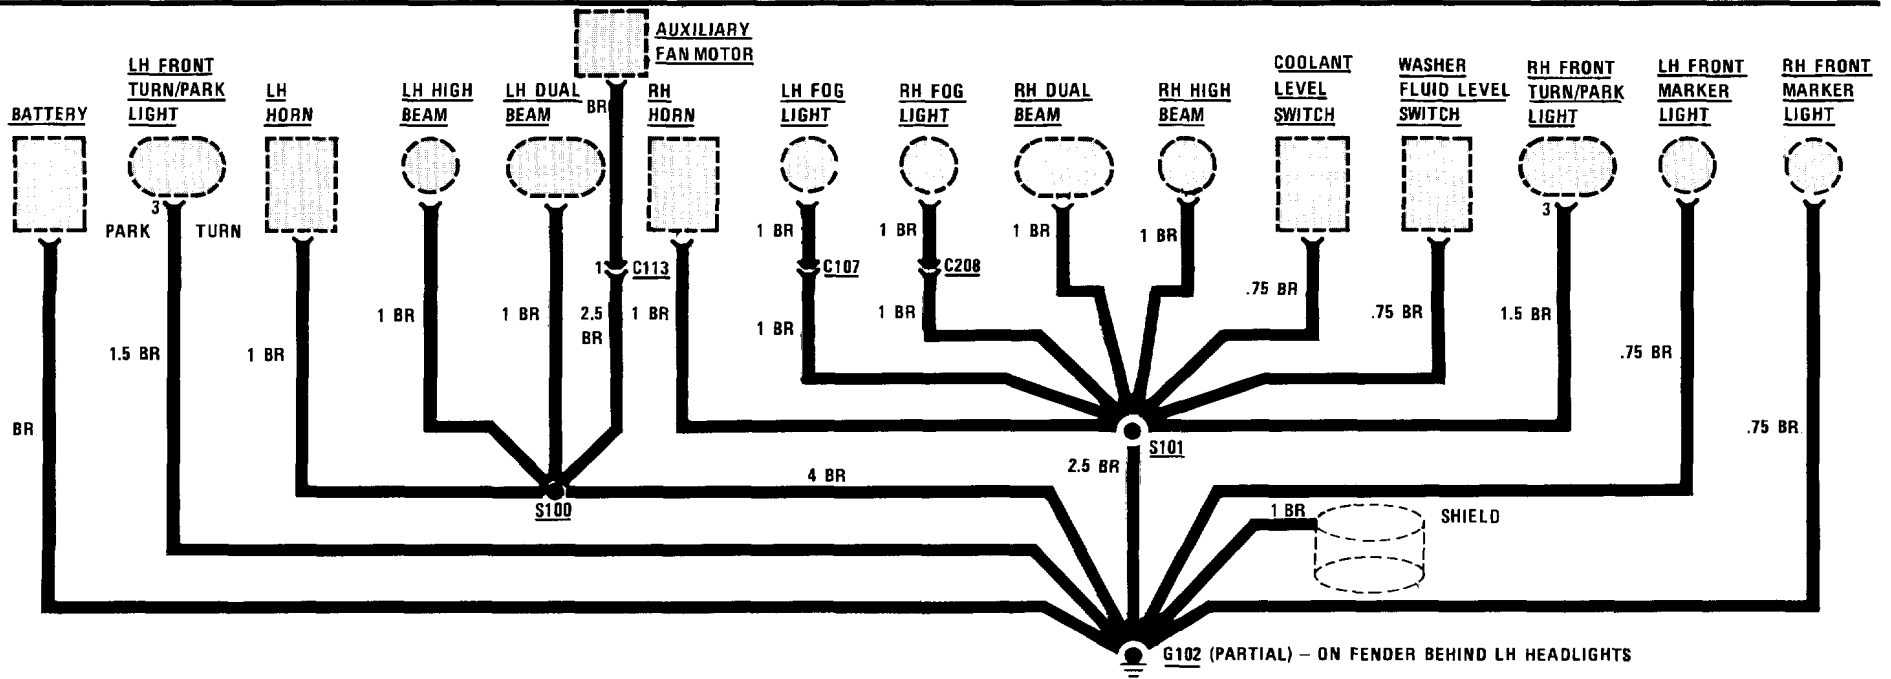 AUXILIARY
FAN MOTOR
BATTERY
LH FRONT
TURN/PARK
LIGHT
LH
HORN
LH HIGH
BEAM
LH DUAL
BEAM
RH
HORN
LH FOG
LIGHT
RH FOG
LIGHT
RH DUAL
BEAM
RH HIGH
BEAM
COOLANT
LEVEL
SWITCH
WASHER
FLUID LEVEL
SWITCH
RH FRONT
TURN/PARK
LIGHT
LH FRONT
MARKER
LIGHT
RH FRONT
MARKER
LIGHT
BR
3
PARK
TURN
3
1 BR
1 BR
1 BR
1 BR
1
C113
C107
C208
.75 BR
1 BR
1 BR
2.5
BR
1 BR
1 BR
1 BR
.75 BR
1.5 BR
1.5 BR
1 BR
.75 BR
BR
.75 BR
S101
2.5 BR
4 BR
S100
1 BR
SHIELD
G102 (PARTIAL) – ON FENDER BEHIND LH HEADLIGHTS